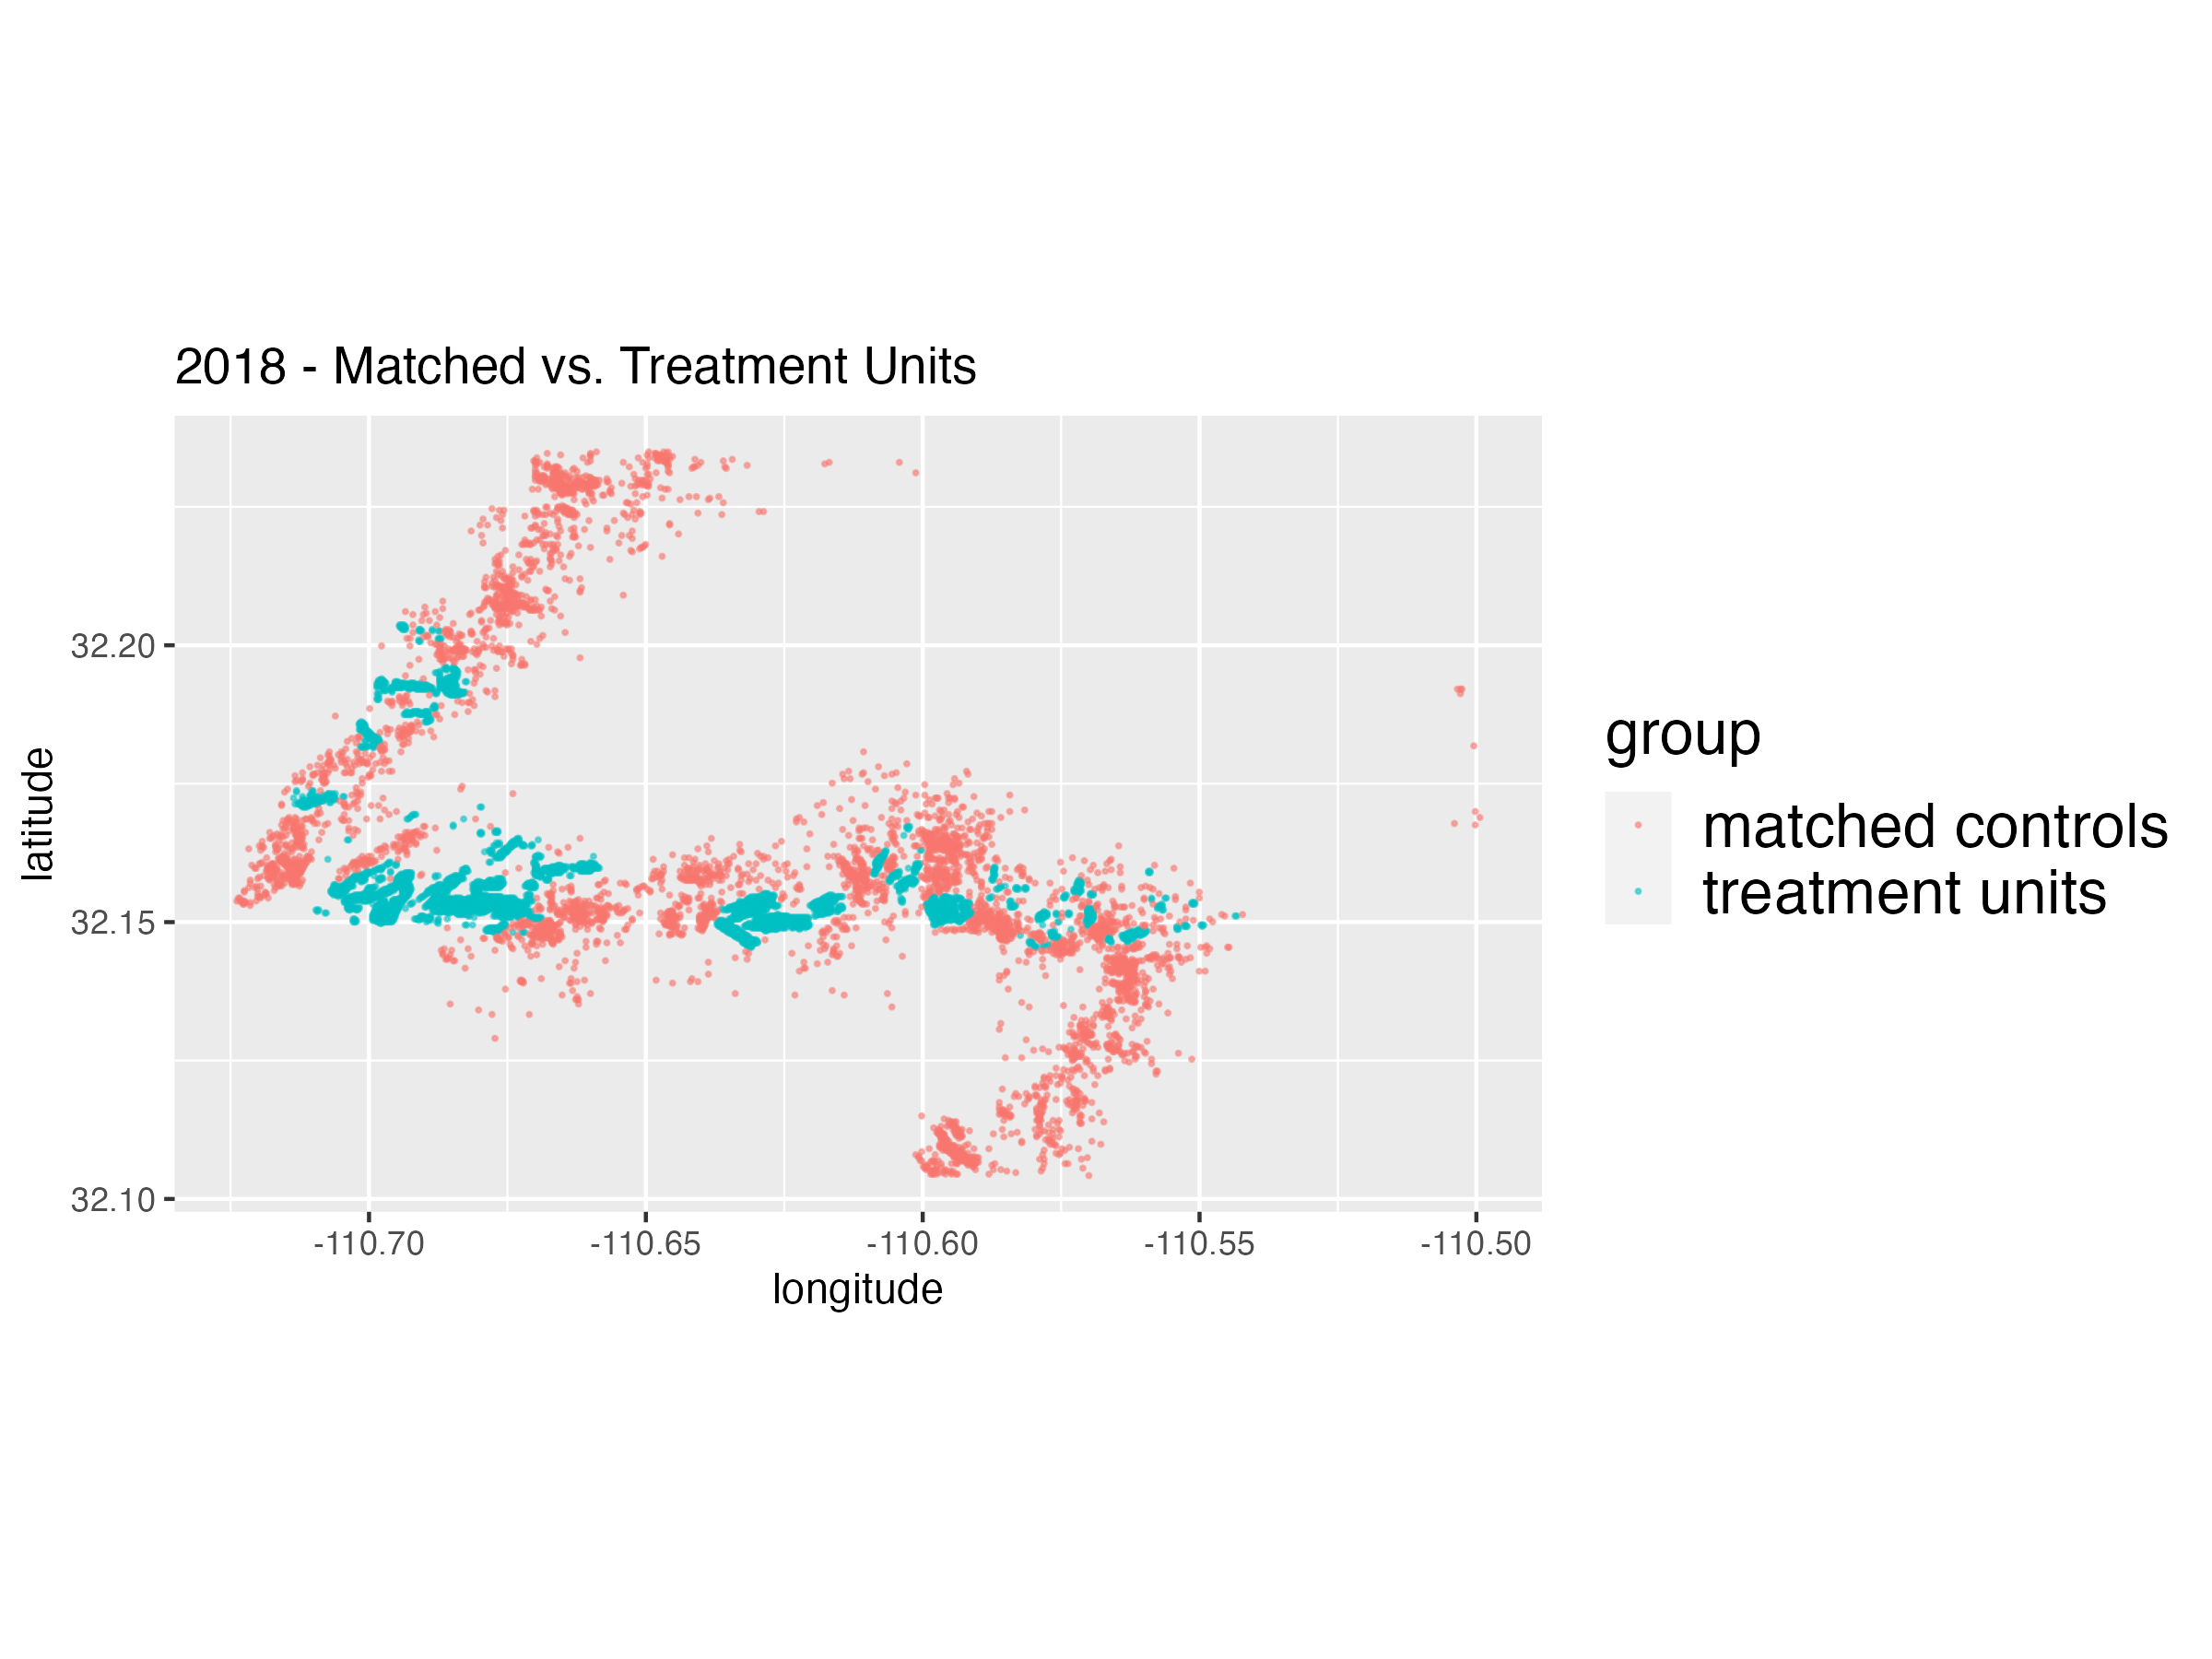 2018 - Matched vs. Treatment Units
32.20
32.15
32.10
latitude
-110.70
-110.65
-110.60
-110.55
-110.50
longitude
group
matched controls
treatment units